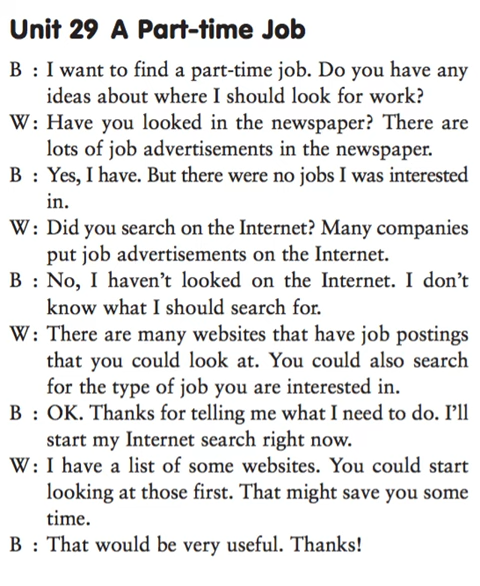 Unit 29 A Part-time Job
B : I want to find a part-time job. Do you have any
ideas about where I should look for work?
W: Have you looked in the newspaper? There are
lots of job advertisements in the newspaper.
B : Yes, I have. But there were no jobs I was interested
in.
W: Did you search on the Internet? Many companies
put job advertisements on the Internet.
B : No, I haven't looked on the Internet. I don't
know what I should search for.
W: There are many websites that have job postings
that you could look at. You could also search
for the type of job you are interested in.
B : OK. Thanks for telling me what I need to do. I'll
start my Internet search right now.
W: I have a list of some websites. You could start
looking at those first. That might save you some
time.
B : That would be very useful. Thanks!